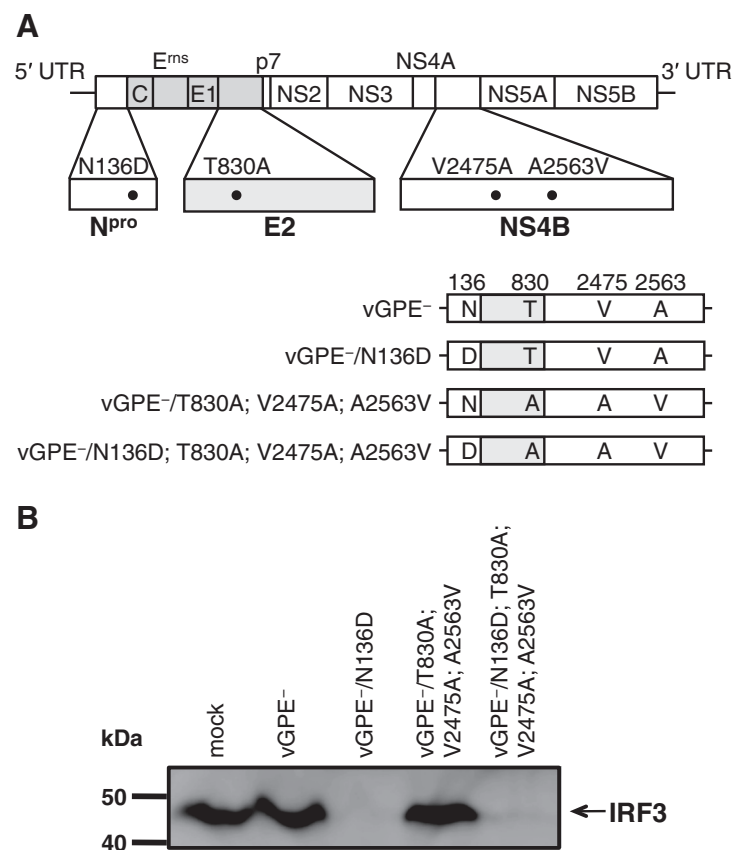 A
5′ UTR
Erns
p7
NS4A
3′ UTR
C
E1
NS2
NS3
NS5A
NS5B
N136D
T830A
V2475A A2563V
Npro
E2
NS4B
136 830 2475 2563
vGPE– N T V A
vGPE–/N136D D T V A
vGPE–/T830A; V2475A; A2563V N A A V
vGPE–/N136D; T830A; V2475A; A2563V D A A V
B
kDa
mock
vGPE–
vGPE–/N136D
vGPE–/T830A;
V2475A; A2563V
vGPE–/N136D; T830A;
V2475A; A2563V
50
IRF3
40